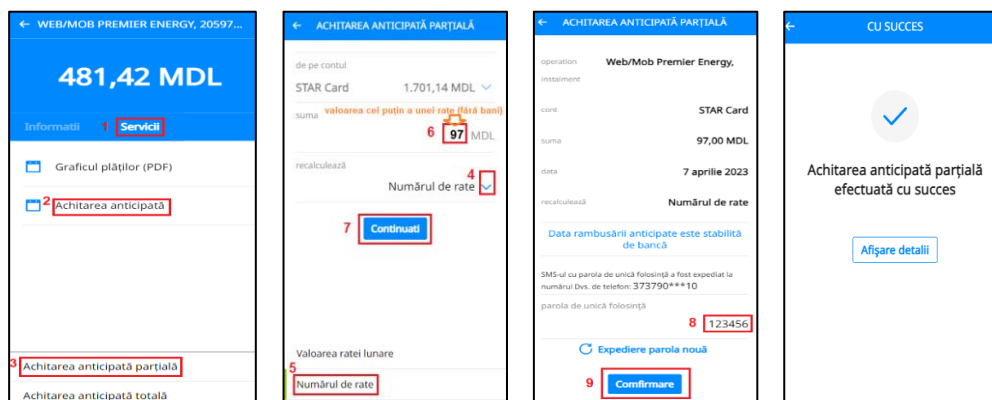 ← WEB/MOB PREMIER ENERGY, 20597...
481,42 MDL
Informatii 1 Servicii
Graficul plăților (PDF)
2 Achitarea anticipată
3 Achitarea anticipată parțială
Achitarea anticipată totală
← ACHITAREA ANTICIPATĂ PARȚIALĂ
de pe contul
STAR Card 1.701,14 MDL
valoarea cel puțin a unei rate (fără bani)
suma
6 97 MDL
recalculează
4
Numărul de rate
7 Continuati
Valoarea ratei lunare
5
Numărul de rate
← ACHITAREA ANTICIPATĂ PARȚIALĂ
operation Web/Mob Premier Energy,
instalment
cont STAR Card
suma 97,00 MDL
data 7 aprilie 2023
recalculează Numărul de rate
Data rambusării anticipate este stabilită
de bancă
SMS-ul cu parola de unică folosință a fost expediat la
numărul Dvs. de telefon: 373790***10
parola de unică folosință
8 123456
Expediere parola nouă
9 Comfirmare
← CU SUCCES
Achitarea anticipată parțială
efectuată cu succes
Afișare detalii